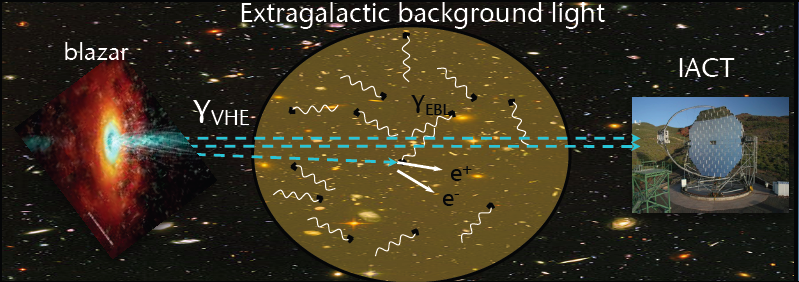 Extragalactic background light
blazar
IACT
γVHE
γEBL
e⁺
e⁻